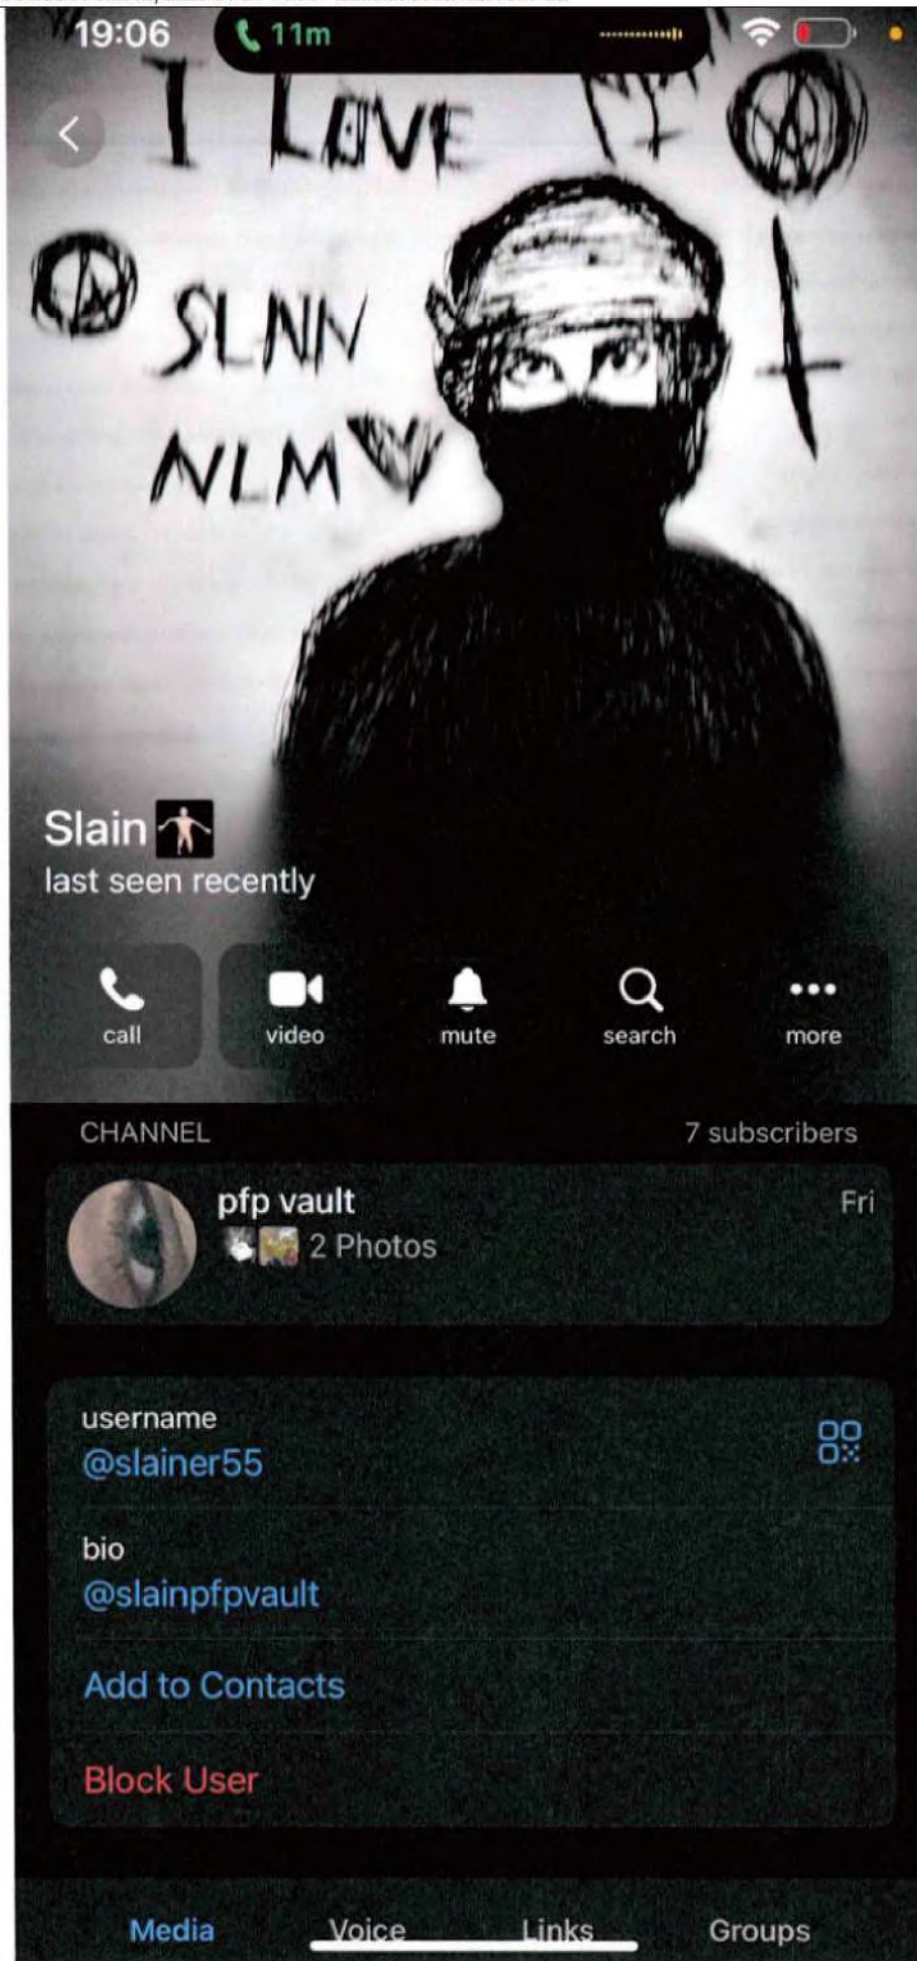 19:06
11m
I LOVE
SLNN
NLM
Slain
last seen recently
call video mute search more
CHANNEL 7 subscribers
pfp vault Fri
2 Photos
username
@slainer55
bio
@slainpfpvault
Add to Contacts
Block User
Media Voice Links Groups